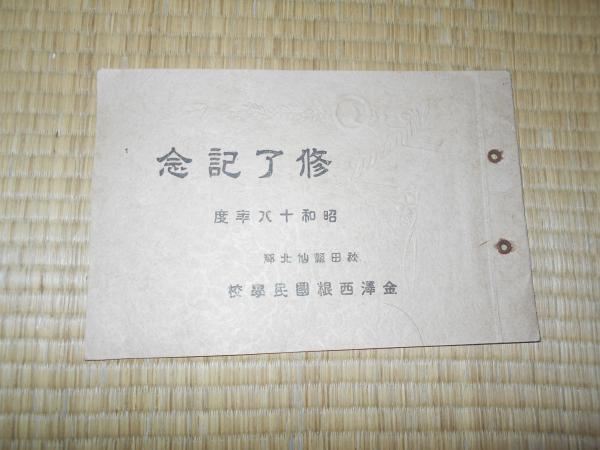 修了記念
昭和十八年度
秋田縣仙北郡
金澤西根國民學校